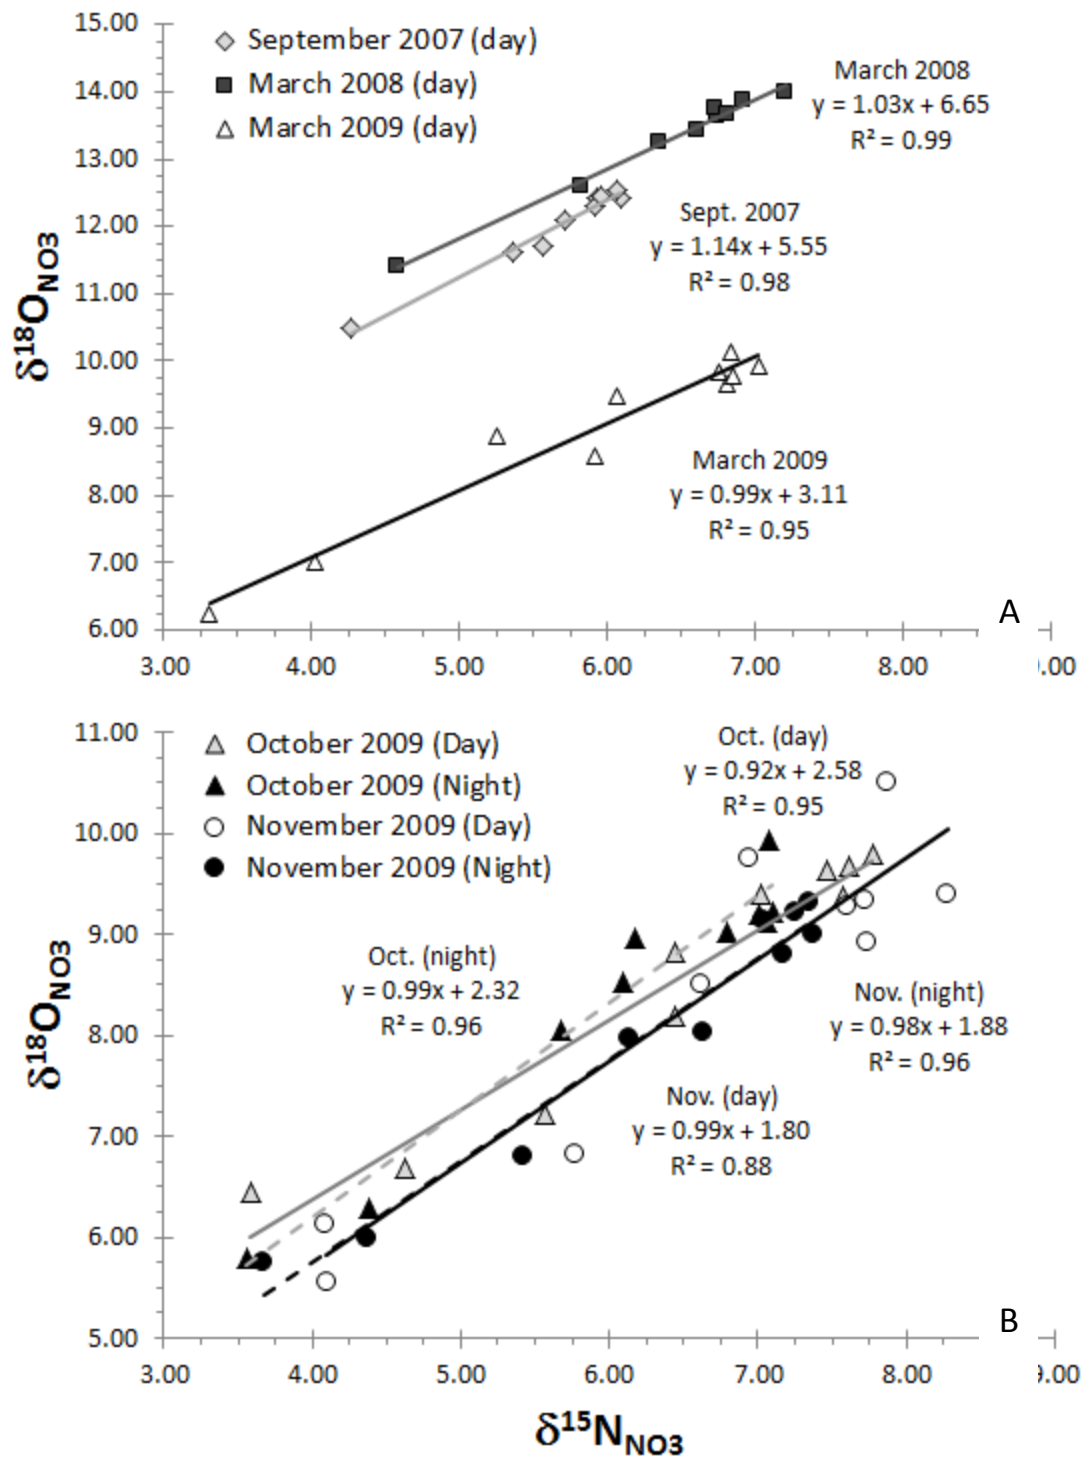 15.00
14.00
13.00
12.00
11.00
10.00
9.00
8.00
7.00
6.00
δ18ONO3
September 2007 (day)
March 2008 (day)
March 2009 (day)
March 2008
y = 1.03x + 6.65
R² = 0.99
Sept. 2007
y = 1.14x + 5.55
R² = 0.98
March 2009
y = 0.99x + 3.11
R² = 0.95
A
3.00 4.00 5.00 6.00 7.00 8.00 .00
11.00
10.00
9.00
8.00
7.00
6.00
5.00
δ18ONO3
October 2009 (Day)
October 2009 (Night)
November 2009 (Day)
November 2009 (Night)
Oct. (day)
y = 0.92x + 2.58
R² = 0.95
Oct. (night)
y = 0.99x + 2.32
R² = 0.96
Nov. (night)
y = 0.98x + 1.88
R² = 0.96
Nov. (day)
y = 0.99x + 1.80
R² = 0.88
B
3.00 4.00 5.00 6.00 7.00 8.00 9.00
δ15NNO3